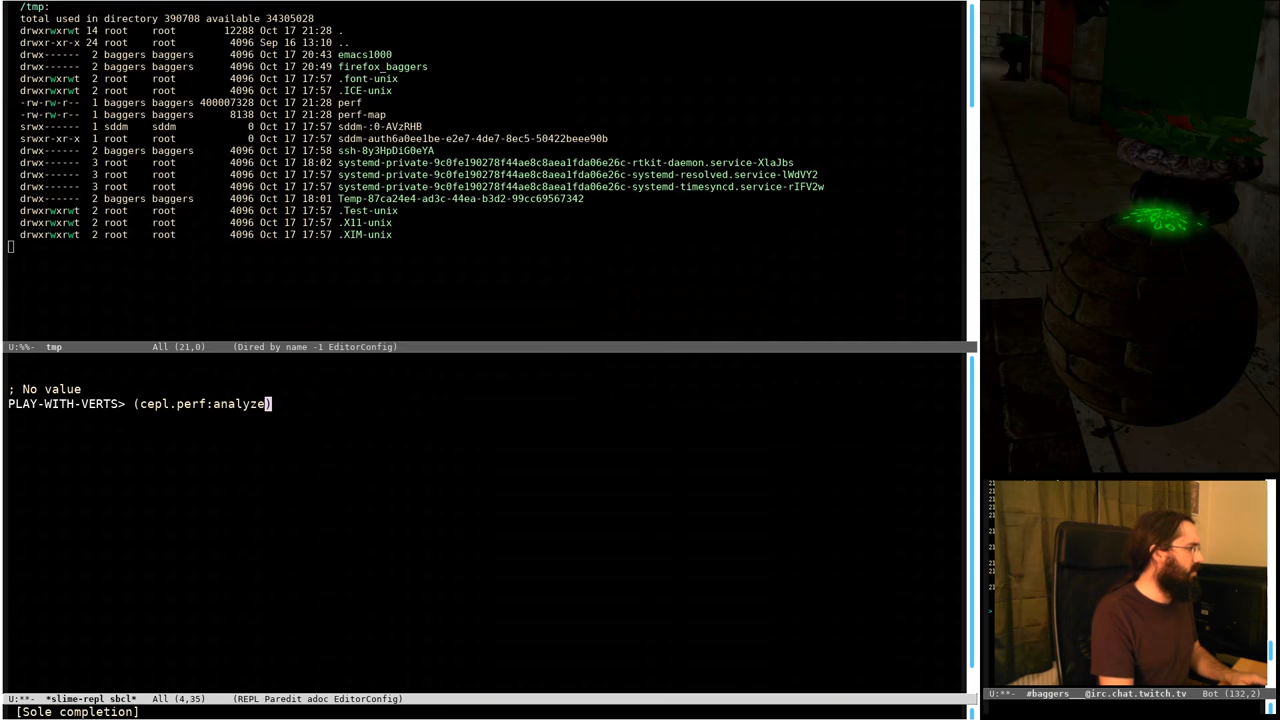 /tmp:
total used in directory 390708 available 34305028
drwxrwxrwt 14 root    root        12288 Oct 17 21:28 .
drwxr-xr-x 24 root    root         4096 Sep 16 13:10 ..
drwx------  2 baggers baggers      4096 Oct 17 20:43 emacs1000
drwx------  2 baggers baggers      4096 Oct 17 20:49 firefox_baggers
drwxrwxrwt  2 root    root         4096 Oct 17 17:57 .font-unix
drwxrwxrwt  2 root    root         4096 Oct 17 17:57 .ICE-unix
-rw-rw-r--  1 baggers baggers 400007328 Oct 17 21:28 perf
-rw-rw-r--  1 baggers baggers      8138 Oct 17 21:28 perf-map
srwx------  1 sddm    sddm            0 Oct 17 17:57 sddm-:0-AVzRHB
srwxr-xr-x  1 root    root            0 Oct 17 17:57 sddm-auth6a0ee1be-e2e7-4de7-8ec5-50422beee90b
drwx------  2 baggers baggers      4096 Oct 17 17:58 ssh-8y3HpDiG0eYA
drwx------  3 root    root         4096 Oct 17 18:02 systemd-private-9c0fe190278f44ae8c8aea1fda06e26c-rtkit-daemon.service-XlaJbs
drwx------  3 root    root         4096 Oct 17 17:57 systemd-private-9c0fe190278f44ae8c8aea1fda06e26c-systemd-resolved.service-lWdVY2
drwx------  3 root    root         4096 Oct 17 17:57 systemd-private-9c0fe190278f44ae8c8aea1fda06e26c-systemd-timesyncd.service-rIFV2w
drwx------  2 baggers baggers      4096 Oct 17 18:01 Temp-87ca24e4-ad3c-44ea-b3d2-99cc69567342
drwxrwxrwt  2 root    root         4096 Oct 17 17:57 .Test-unix
drwxrwxrwt  2 root    root         4096 Oct 17 17:57 .X11-unix
drwxrwxrwt  2 root    root         4096 Oct 17 17:57 .XIM-unix
U:%%-  tmp            All (21,0)     (Dired by name -1 EditorConfig)
; No value
PLAY-WITH-VERTS> (cepl.perf:analyze)
U:**-  *slime-repl sbcl*   All (4,35)     (REPL Paredit adoc EditorConfig)
[Sole completion]
U:**-  #baggers___@irc.chat.twitch.tv   Bot (132,2)